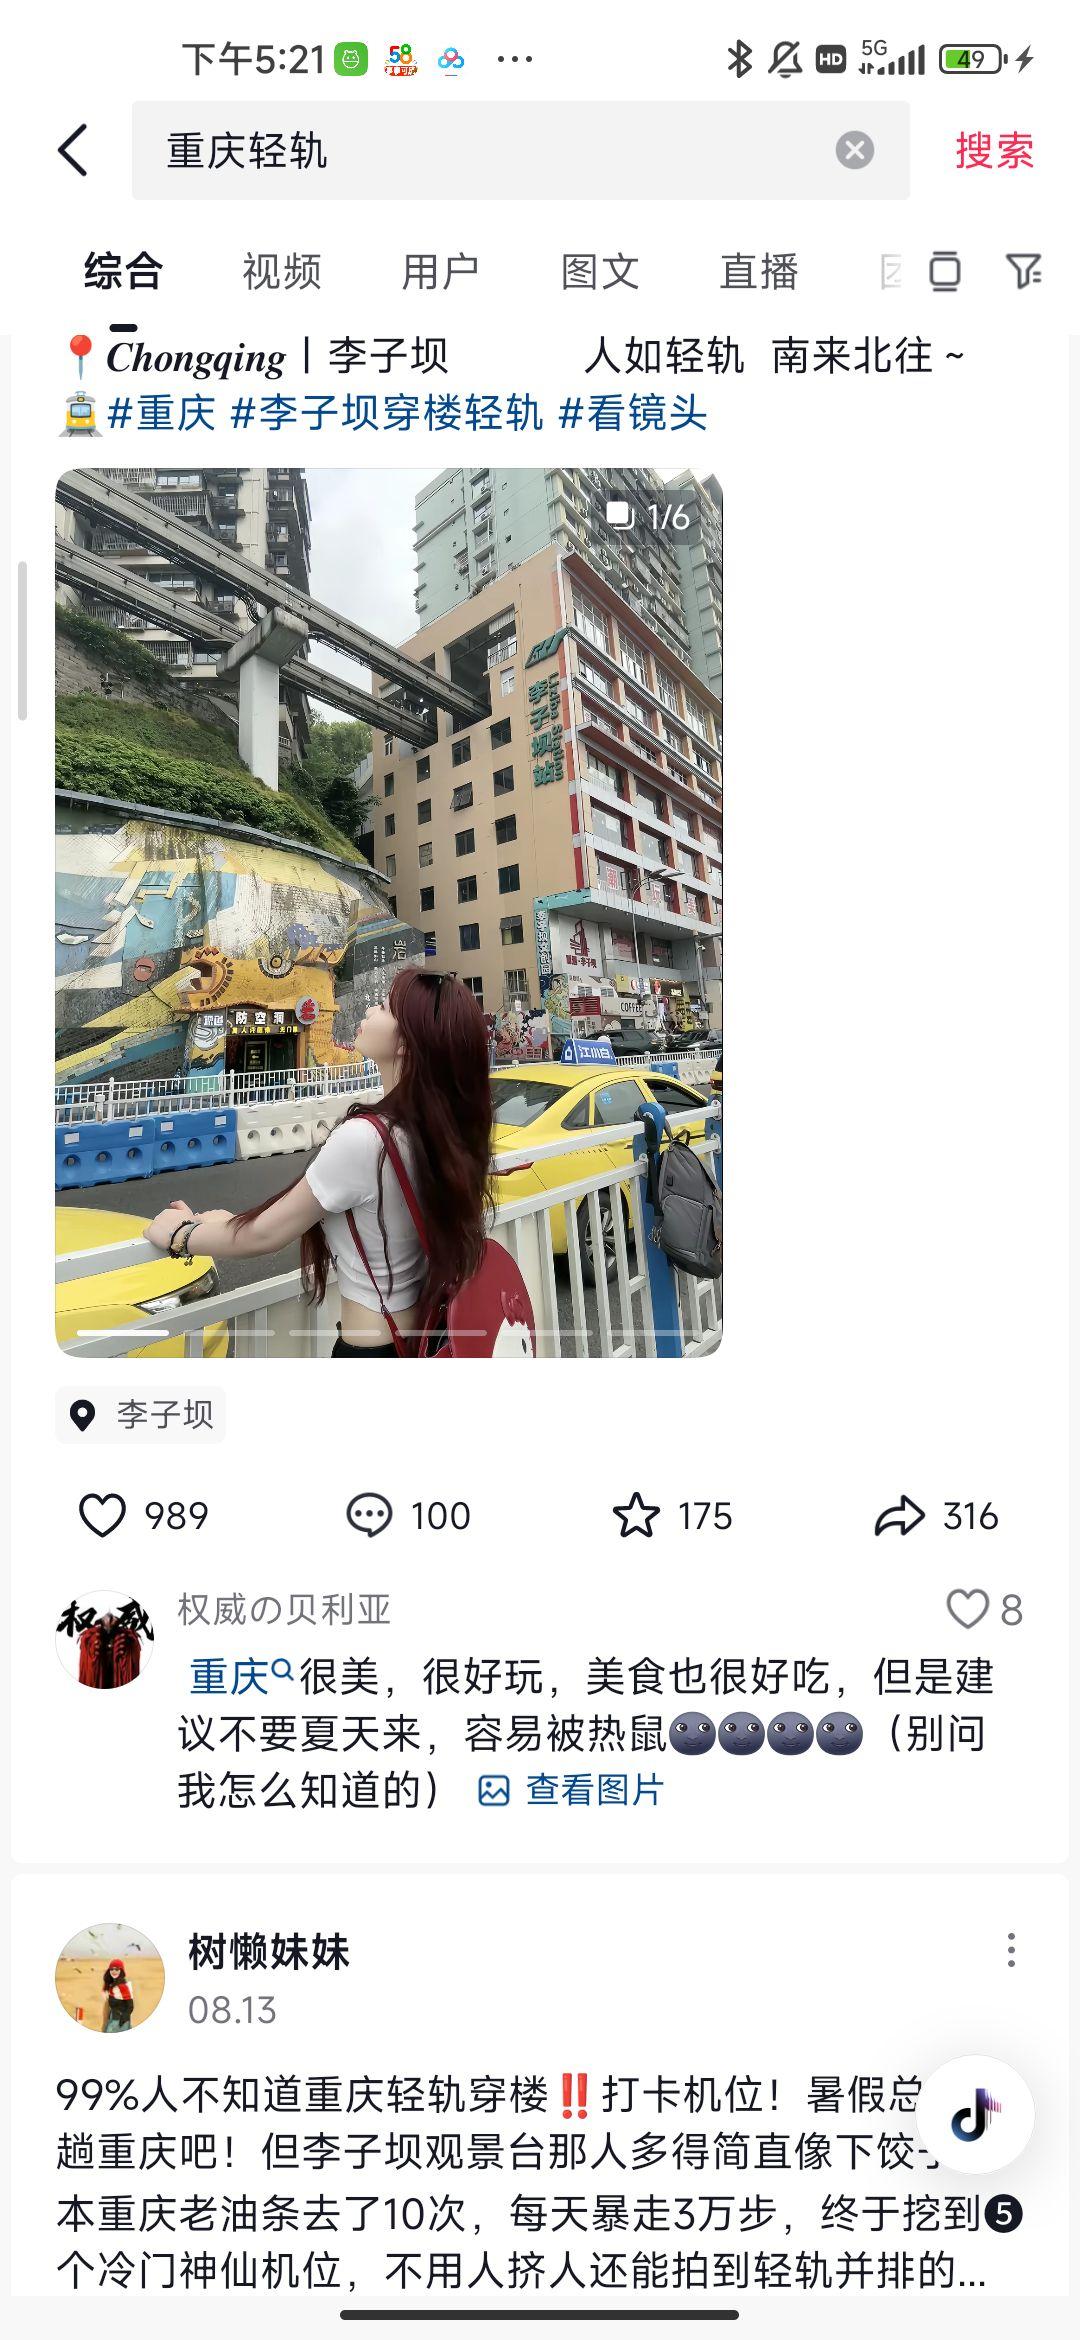 下午5:21
58
HD
5G
49
重庆轻轨
搜索
综合
视频
用户
图文
直播
Chongqing丨李子坝 人如轻轨 南来北往~
#重庆 #李子坝穿楼轻轨 #看镜头
1/6
李子坝站
Liziba Station
防空洞
COFFEE
江小白
李子坝
989
100
175
316
权威
权威の贝利亚
8
重庆很美，很好玩，美食也很好吃，但是建
议不要夏天来，容易被热鼠🌚🌚🌚🌚（别问
我怎么知道的） 查看图片
树懒妹妹
08.13
99%人不知道重庆轻轨穿楼‼️打卡机位！暑假总
趟重庆吧！但李子坝观景台那人多得简直像下饺
本重庆老油条去了10次，每天暴走3万步，终于挖到❺
个冷门神仙机位，不用人挤人还能拍到轻轨并排的...